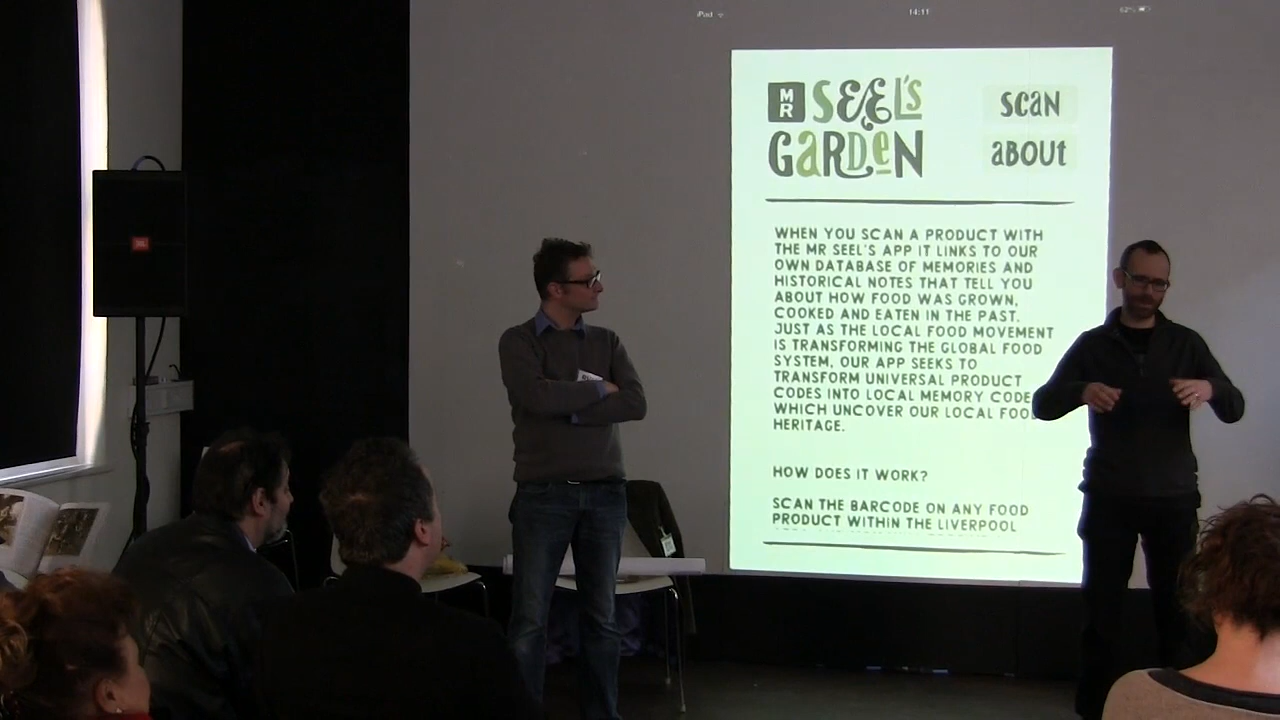 iPad
14:11
62%
MR SEEL'S
GARDEN
SCAN
ABOUT
WHEN YOU SCAN A PRODUCT WITH
THE MR SEEL'S APP IT LINKS TO OUR
OWN DATABASE OF MEMORIES AND
HISTORICAL NOTES THAT TELL YOU
ABOUT HOW FOOD WAS GROWN,
COOKED AND EATEN IN THE PAST.
JUST AS THE LOCAL FOOD MOVEMENT
IS TRANSFORMING THE GLOBAL FOOD
SYSTEM, OUR APP SEEKS TO
TRANSFORM UNIVERSAL PRODUCT
CODES INTO LOCAL MEMORY CODE
WHICH UNCOVER OUR LOCAL FOO
HERITAGE.
HOW DOES IT WORK?
SCAN THE BARCODE ON ANY FOOD
PRODUCT WITHIN THE LIVERPOOL
JBL